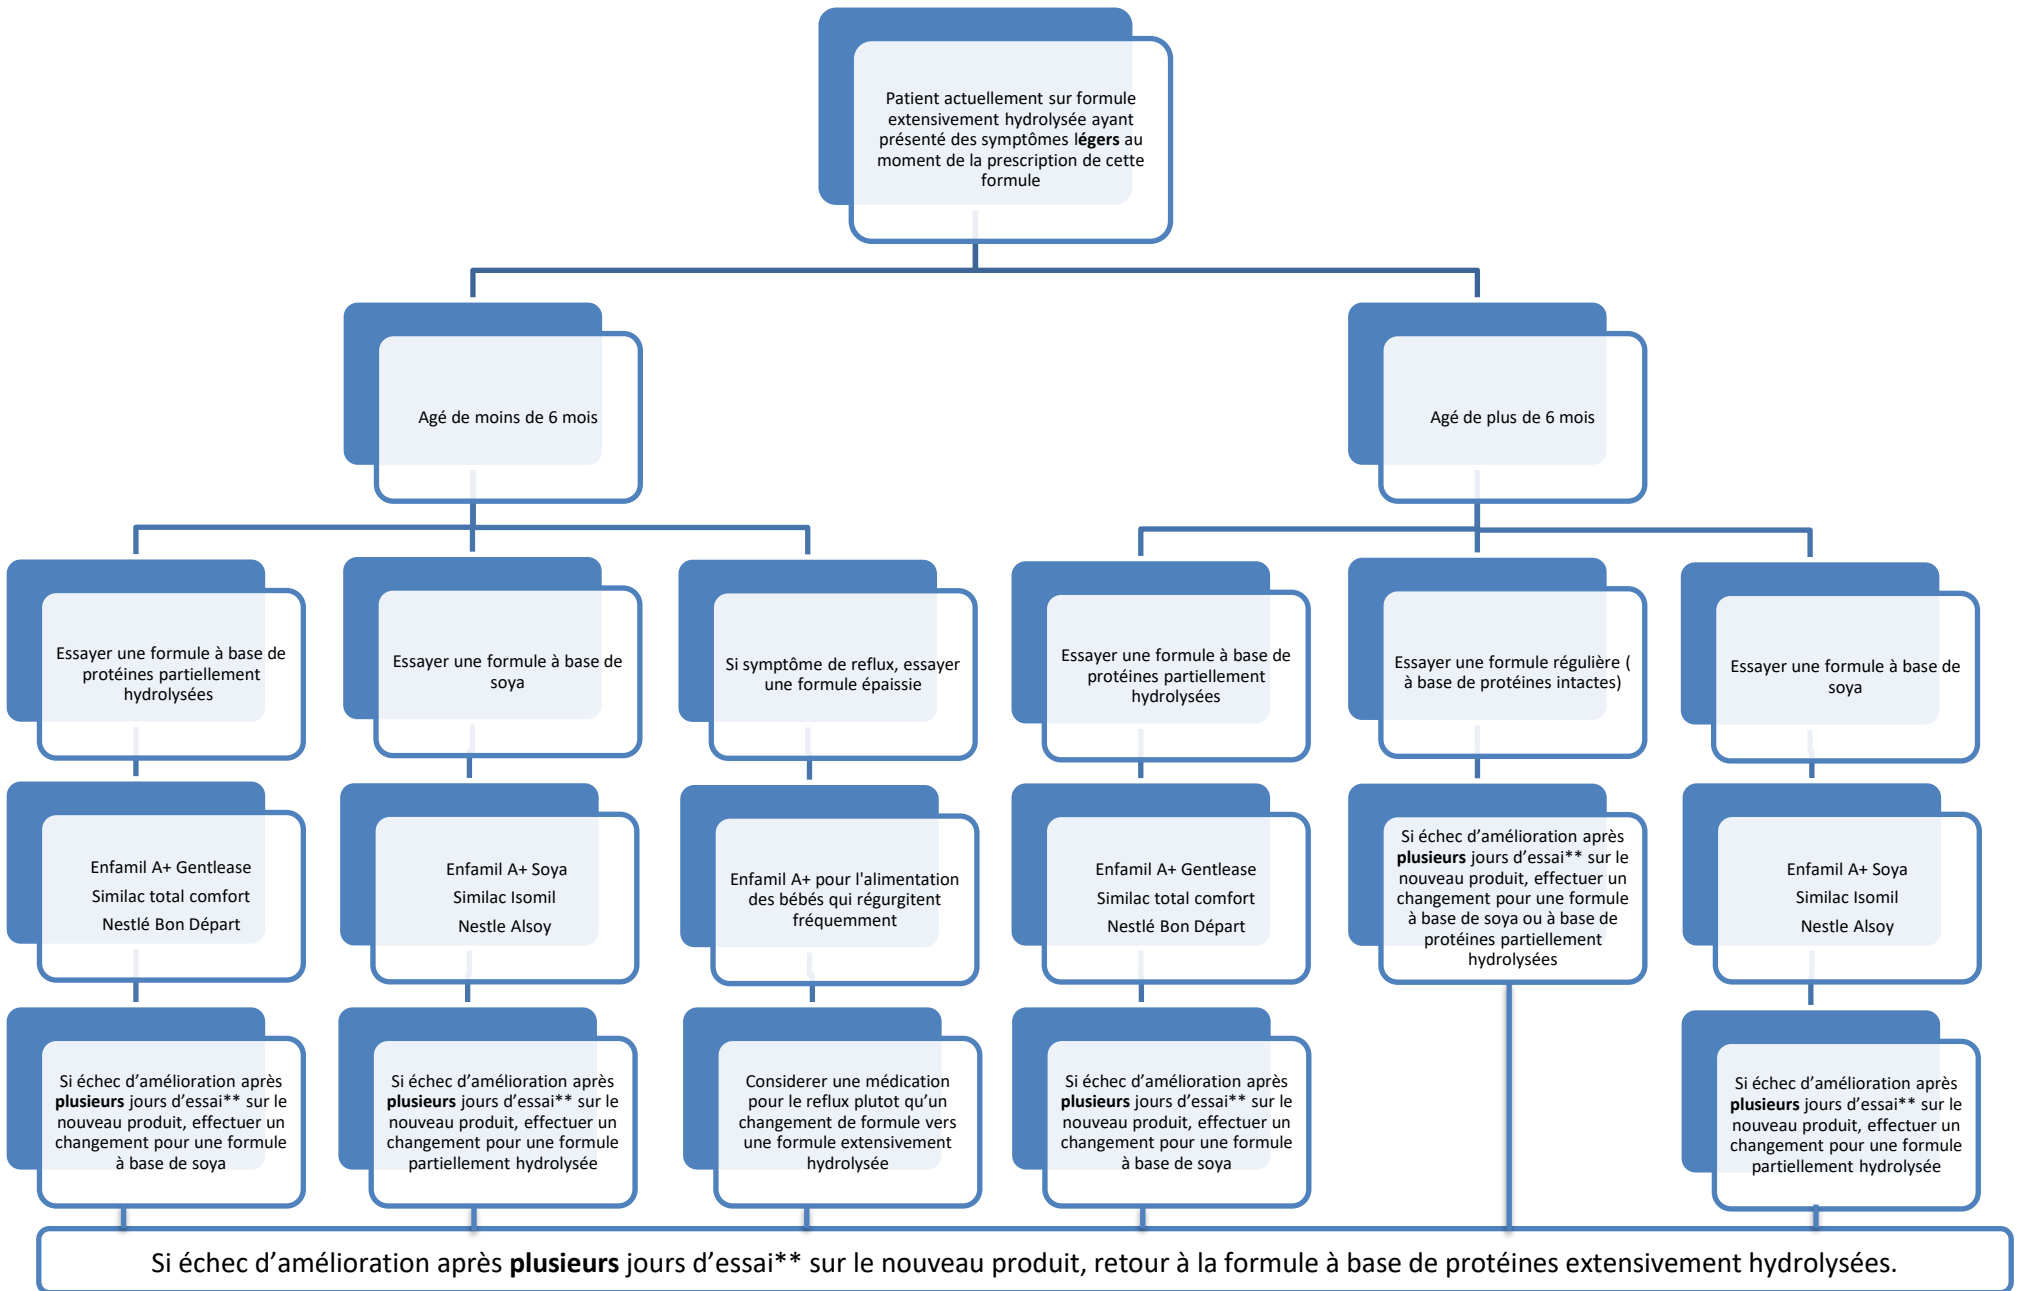 Patient actuellement sur formule
extensivement hydrolysée ayant
présenté des symptômes légers au
moment de la prescription de cette
formule
Agé de moins de 6 mois
Agé de plus de 6 mois
Essayer une formule à base de
protéines partiellement
hydrolysées
Essayer une formule à base de
soya
Si symptôme de reflux, essayer
une formule épaissie
Essayer une formule à base de
protéines partiellement
hydrolysées
Essayer une formule régulière (
à base de protéines intactes)
Essayer une formule à base de
soya
Enfamil A+ Gentlease
Similac total comfort
Nestlé Bon Départ
Enfamil A+ Soya
Similac Isomil
Nestle Alsoy
Enfamil A+ pour l'alimentation
des bébés qui régurgitent
fréquemment
Enfamil A+ Gentlease
Similac total comfort
Nestlé Bon Départ
Si échec d’amélioration après
plusieurs jours d’essai** sur le
nouveau produit, effectuer un
changement pour une formule
à base de soya ou à base de
protéines partiellement
hydrolysées
Enfamil A+ Soya
Similac Isomil
Nestle Alsoy
Si échec d’amélioration après
plusieurs jours d’essai** sur le
nouveau produit, effectuer un
changement pour une formule
à base de soya
Si échec d’amélioration après
plusieurs jours d’essai** sur le
nouveau produit, effectuer un
changement pour une formule
partiellement hydrolysée
Considerer une médication
pour le reflux plutot qu’un
changement de formule vers
une formule extensivement
hydrolysée
Si échec d’amélioration après
plusieurs jours d’essai** sur le
nouveau produit, effectuer un
changement pour une formule
à base de soya
Si échec d’amélioration après
plusieurs jours d’essai** sur le
nouveau produit, effectuer un
changement pour une formule
partiellement hydrolysée
Si échec d’amélioration après plusieurs jours d’essai** sur le nouveau produit, retour à la formule à base de protéines extensivement hydrolysées.